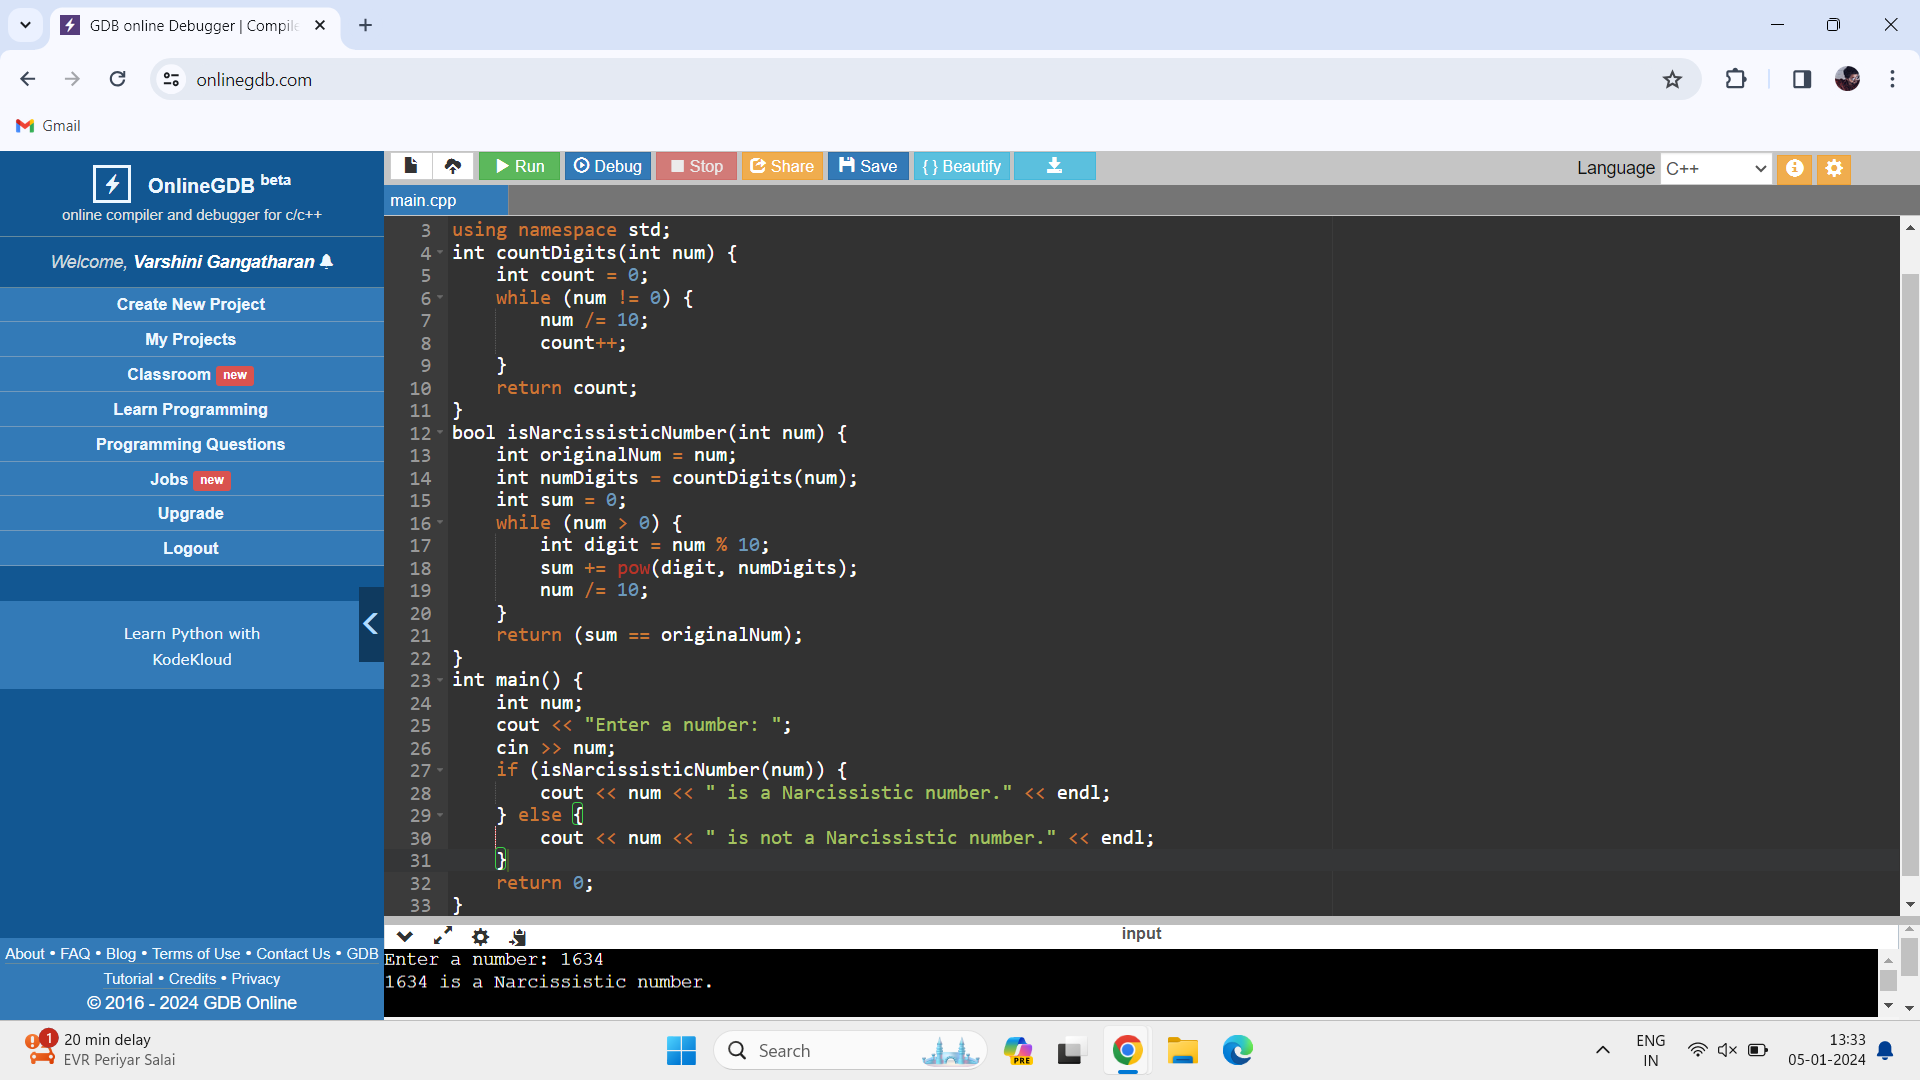 GDB online Debugger | Compile
onlinegdb.com
Gmail
OnlineGDB beta
online compiler and debugger for c/c++
Welcome, Varshini Gangatharan
Create New Project
My Projects
Classroom new
Learn Programming
Programming Questions
Jobs new
Upgrade
Logout
Learn Python with
KodeKloud
About • FAQ • Blog • Terms of Use • Contact Us • GDB
Tutorial • Credits • Privacy
© 2016 - 2024 GDB Online
Run Debug Stop Share Save { } Beautify
Language C++
main.cpp
3 using namespace std;
4 int countDigits(int num) {
5 int count = 0;
6 while (num != 0) {
7 num /= 10;
8 count++;
9 }
10 return count;
11 }
12 bool isNarcissisticNumber(int num) {
13 int originalNum = num;
14 int numDigits = countDigits(num);
15 int sum = 0;
16 while (num > 0) {
17 int digit = num % 10;
18 sum += pow(digit, numDigits);
19 num /= 10;
20 }
21 return (sum == originalNum);
22 }
23 int main() {
24 int num;
25 cout << "Enter a number: ";
26 cin >> num;
27 if (isNarcissisticNumber(num)) {
28 cout << num << " is a Narcissistic number." << endl;
29 } else {
30 cout << num << " is not a Narcissistic number." << endl;
31 }
32 return 0;
33 }
input
Enter a number: 1634
1634 is a Narcissistic number.
1
20 min delay
EVR Periyar Salai
Search
PRE
ENG
IN
13:33
05-01-2024